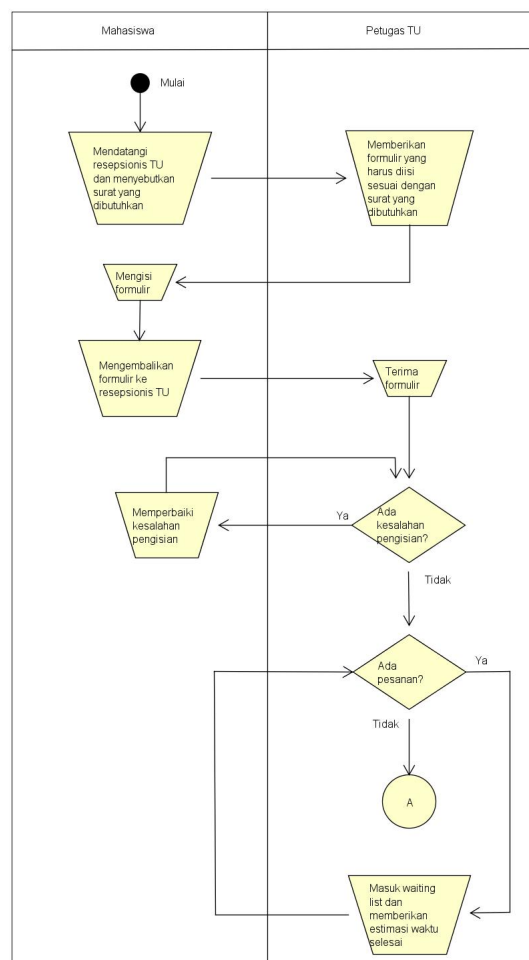 Mahasiswa
Petugas TU
Mulai
Mendatangi
resepsionis TU
dan menyebutkan
surat yang
dibutuhkan
Memberikan
formulir yang
harus diisi
sesuai dengan
surat yang
dibutuhkan
Mengisi
formulir
Mengembalikan
formulir ke
resepsionis TU
Terima
formulir
Memperbaiki
kesalahan
pengisian
Ya
Ada
kesalahan
pengisian?
Tidak
Ada
pesanan?
Ya
Tidak
A
Masuk waiting
list dan
memberikan
estimasi waktu
selesai